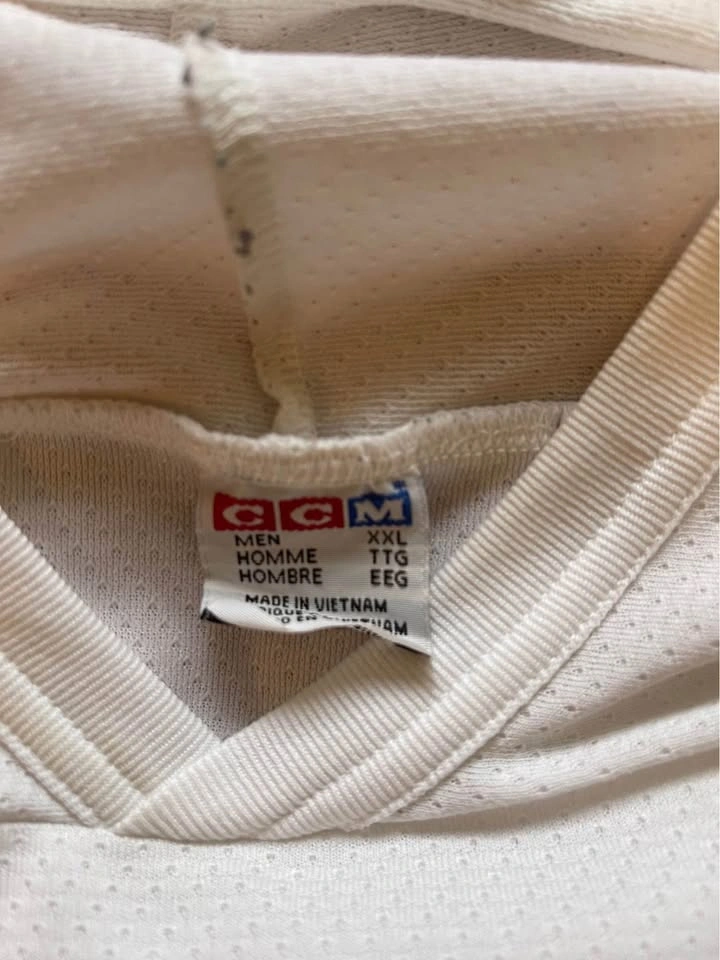 CCM
MEN XXL
HOMME TTG
HOMBRE EEG
MADE IN VIETNAM